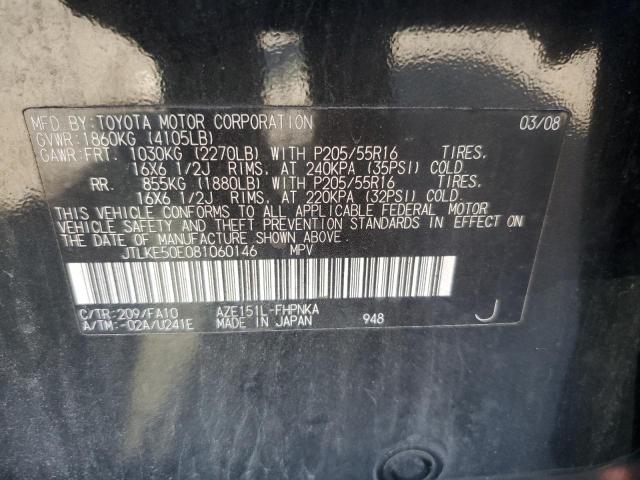 MFD. BY: TOYOTA MOTOR CORPORATION 03/08
GVWR: 1860KG (4105LB)
GAWR: FRT. 1030KG (2270LB) WITH P205/55R16 TIRES,
16X6 1/2J RIMS, AT 240KPA (35PSI) COLD
RR. 855KG (1880LB) WITH P205/55R16 TIRES,
16X6 1/2J RIMS, AT 220KPA (32PSI) COLD
THIS VEHICLE CONFORMS TO ALL APPLICABLE FEDERAL MOTOR
VEHICLE SAFETY AND THEFT PREVENTION STANDARDS IN EFFECT
ON THE DATE OF MANUFACTURE SHOWN ABOVE.
JTLKE50E081060146 MPV
C/TR: 209/FA10 AZE151L-FHPNKA
A/TM: -02A/U241E MADE IN JAPAN 948 J